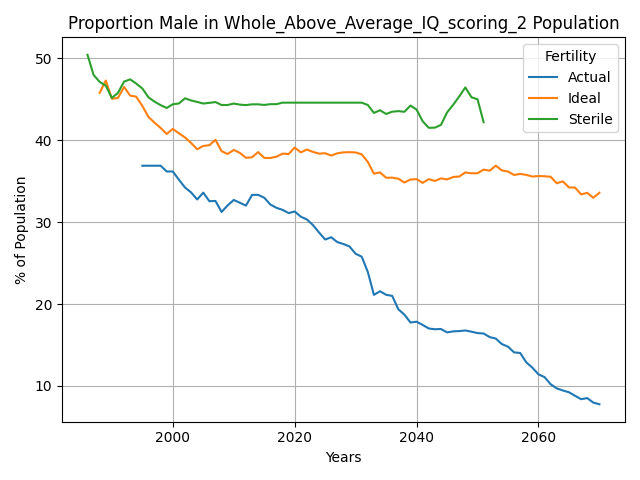 Proportion Male in Whole_Above_Average_IQ_scoring_2 Population
% of Population
50
40
30
20
10
Fertility
Actual
Ideal
Sterile
2000
2020
2040
2060
Years